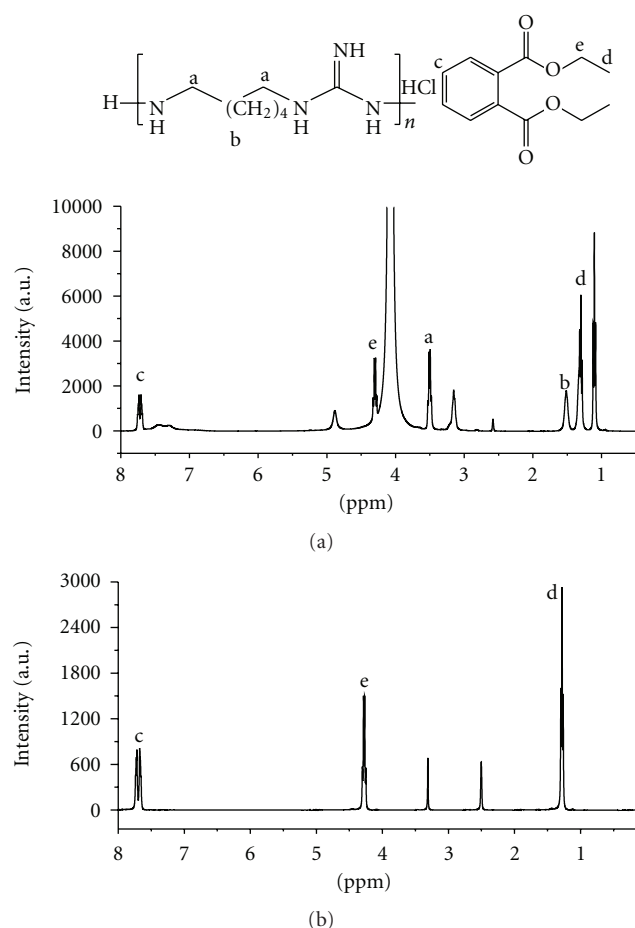 NH
a a
H N H (CH2)4 N H N H n HCl
b
c e d
O O O O
10000
8000
6000
4000
2000
0
Intensity (a.u.)
c e a b d
8 7 6 5 4 3 2 1
(ppm)
(a)
3000
2400
1800
1200
600
0
Intensity (a.u.)
c e d
8 7 6 5 4 3 2 1
(ppm)
(b)